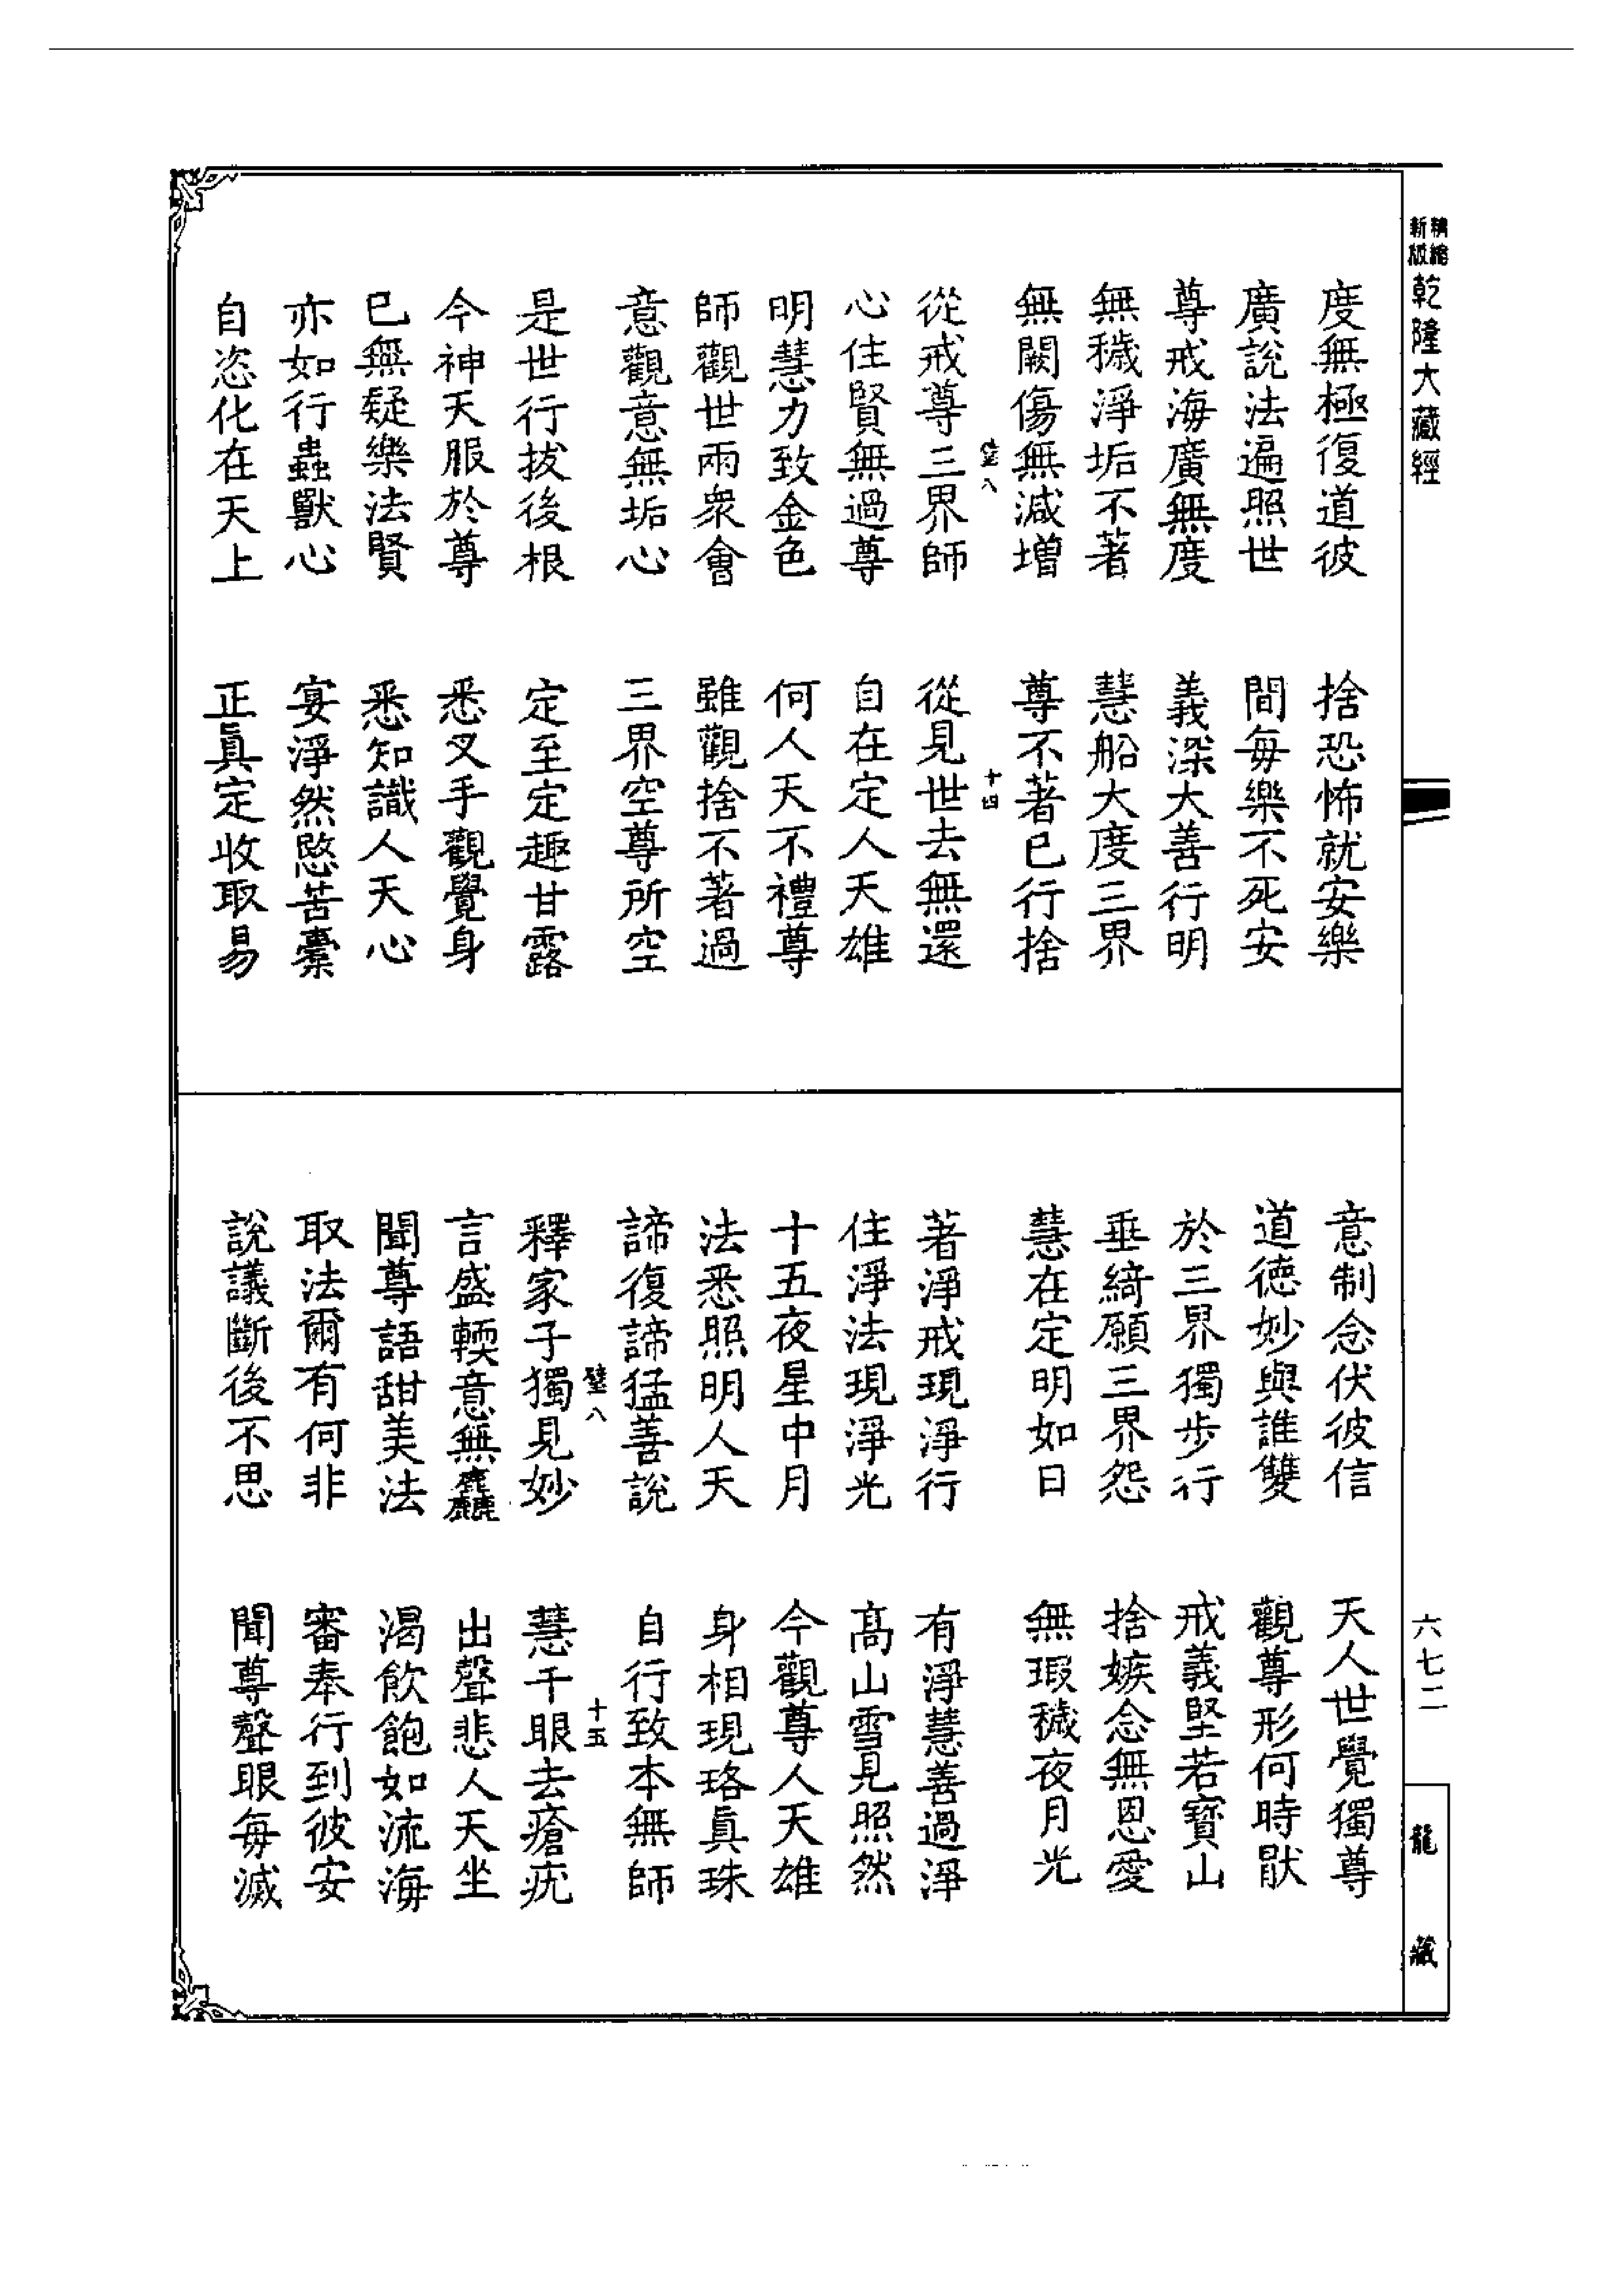 精縮新版乾隆大藏經
度無極復道彼　捨恐怖就安樂
廣說法遍照世　間每樂不死安
尊戒海廣無度　義深大善行明
無穢淨垢不著　慧船大度三界
無闕傷無減增　尊不著已行捨
壁八　十四
從戒尊三界師　從見世去無還
心住賢無過尊　自在定人天雄
明慧力致金色　何人天不禮尊
師觀世兩衆會　雖觀捨不著過
意觀意無垢心　三界空尊所空
是世行拔後根　定至定趣甘露
今神天服於尊　悉叉手觀覺身
已無疑樂法賢　悉知識人天心
亦如行蟲獸心　宴淨然愍苦橐
自恣化在天上　正眞定收取易
意制念伏彼信　天人世覺獨尊
道德妙與誰雙　觀尊形何時猒
於三界獨步行　戒義堅若寶山
垂綺願三界怨　捨嫉念無恩愛
慧在定明如日　無瑕穢夜月光
著淨戒現淨行　有淨慧善過淨
住淨法現淨光　高山雪見照然
十五夜星中月　今觀尊人天雄
法悉照明人天　身相現珞眞珠
諦復諦猛善說　自行致本無師
壁八　十五
釋家子獨見妙　慧千眼去瘡疣
言盛輭意無麤　出聲悲人天坐
聞尊語甜美法　渴飲飽如流海
取法爾有何非　審奉行到彼安
說議斷後不思　聞尊聲眼每滅
六七二
龍藏